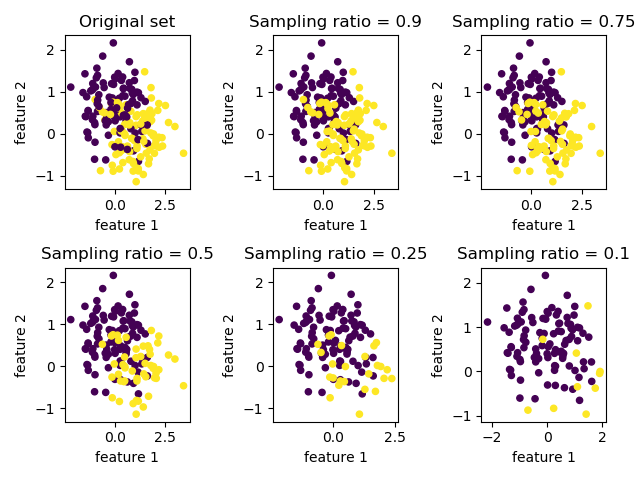 Original set
Sampling ratio = 0.9
Sampling ratio = 0.75
feature 2
2
1
0
−1
0.0
2.5
feature 1
feature 2
2
1
0
−1
0.0
2.5
feature 1
feature 2
2
1
0
−1
0.0
2.5
feature 1
Sampling ratio = 0.5
Sampling ratio = 0.25
Sampling ratio = 0.1
feature 2
2
1
0
−1
0.0
2.5
feature 1
feature 2
2
1
0
−1
0.0
2.5
feature 1
feature 2
2
1
0
−1
−2
0
2
feature 1